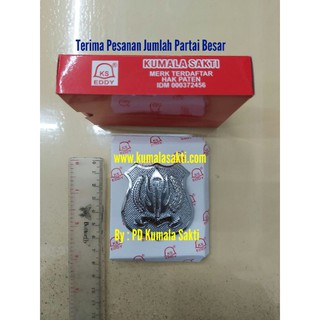 Terima Pesanan Jumlah Partai Besar
KS
EDDY
KUMALA SAKTI
MERK TERDAFTAR
HAK PATEN
IDM 000372456
www.kumalasakti.com
By : PD Kumala Sakti